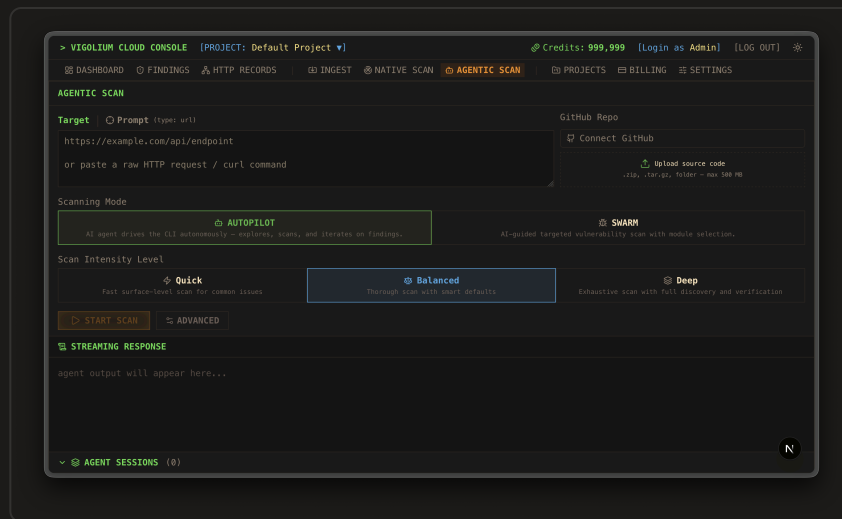 > VIGOLIUM CLOUD CONSOLE [PROJECT: Default Project ▼] Credits: 999,999 [Login as Admin] [LOG OUT]
DASHBOARD FINDINGS HTTP RECORDS INGEST NATIVE SCAN AGENTIC SCAN PROJECTS BILLING SETTINGS
AGENTIC SCAN
Target Prompt (type: url)
https://example.com/api/endpoint
or paste a raw HTTP request / curl command
GitHub Repo
Connect GitHub
Upload source code
.zip, .tar.gz, folder — max 500 MB
Scanning Mode
AUTOPILOT
AI agent drives the CLI autonomously — explores, scans, and iterates on findings.
SWARM
AI-guided targeted vulnerability scan with module selection.
Scan Intensity Level
Quick
Fast surface-level scan for common issues
Balanced
Thorough scan with smart defaults
Deep
Exhaustive scan with full discovery and verification
START SCAN ADVANCED
STREAMING RESPONSE
agent output will appear here...
N
AGENT SESSIONS (0)